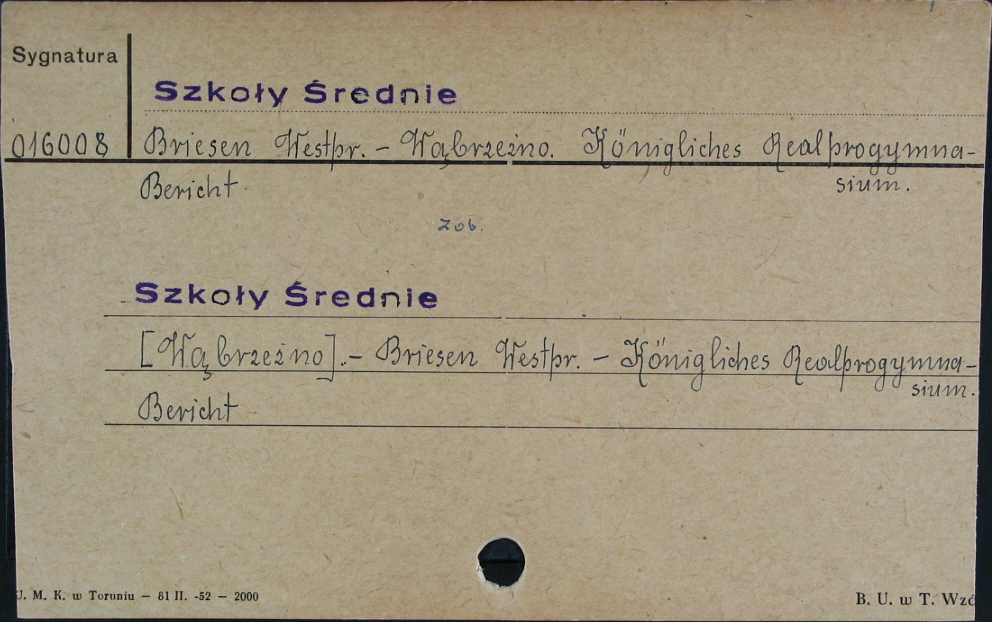 Sygnatura
Szkoły Średnie
016008 Briesen Westpr. – Wąbrzeźno. Königliches Realprogymna-
sium.
Bericht
Zob.
Szkoły Średnie
[Wąbrzeźno]. – Briesen Westpr. – Königliches Realprogymna-
sium.
Bericht
U. M. K. w Toruniu — 81 II. -52 — 2000
B. U. w T. Wzć